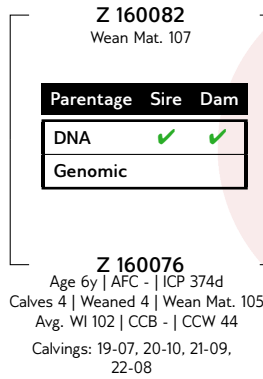 Z 160082
Wean Mat. 107
Parentage Sire Dam
DNA ✔ ✔
Genomic
Z 160076
Age 6y | AFC - | ICP 374d
Calves 4 | Weaned 4 | Wean Mat. 105
Avg. WI 102 | CCB - | CCW 44
Calvings: 19-07, 20-10, 21-09,
22-08